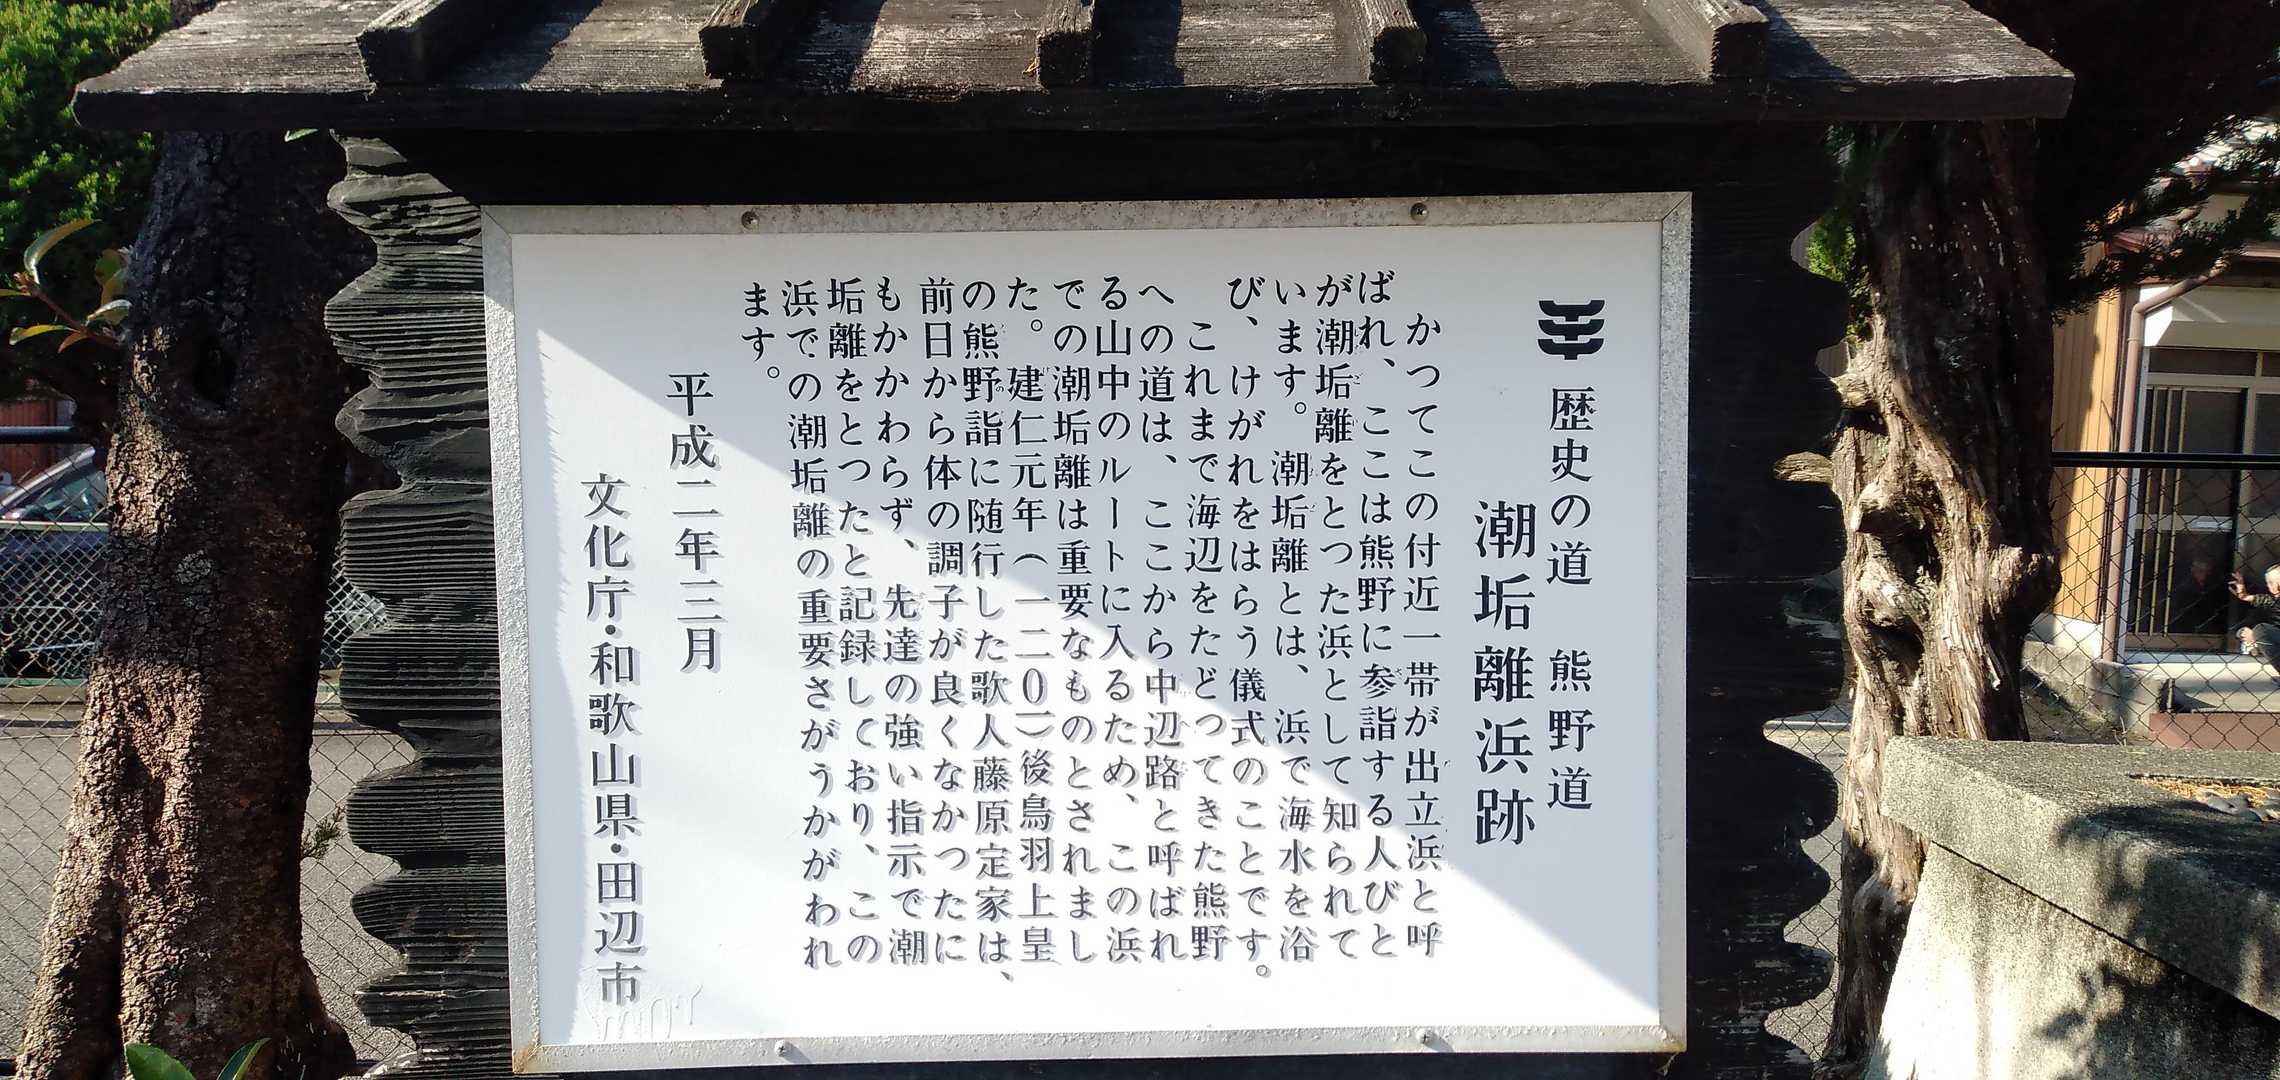 歴史の道 熊野道
潮垢離浜跡
かつてこの付近一帯が出立浜と呼
ばれ、ここは熊野に参詣する人びと
が潮垢離をとった浜として知られて
います。潮垢離とは、浜で海水を浴
び、けがれをはらう儀式のことです。
これまで海辺をたどってきた熊野
への道は、ここから中辺路と呼ばれ
る山中のルートに入るため、この浜
での潮垢離は重要なものとされまし
た。建仁元年(一二〇一)後鳥羽上皇
の熊野詣に随行した歌人藤原定家は、
前日から体の調子が良くなかったに
もかかわらず、先達の強い指示で潮
垢離をとったと記録しており、この
浜での潮垢離の重要さがうかがわれ
ます。
平成二年三月
文化庁・和歌山県・田辺市